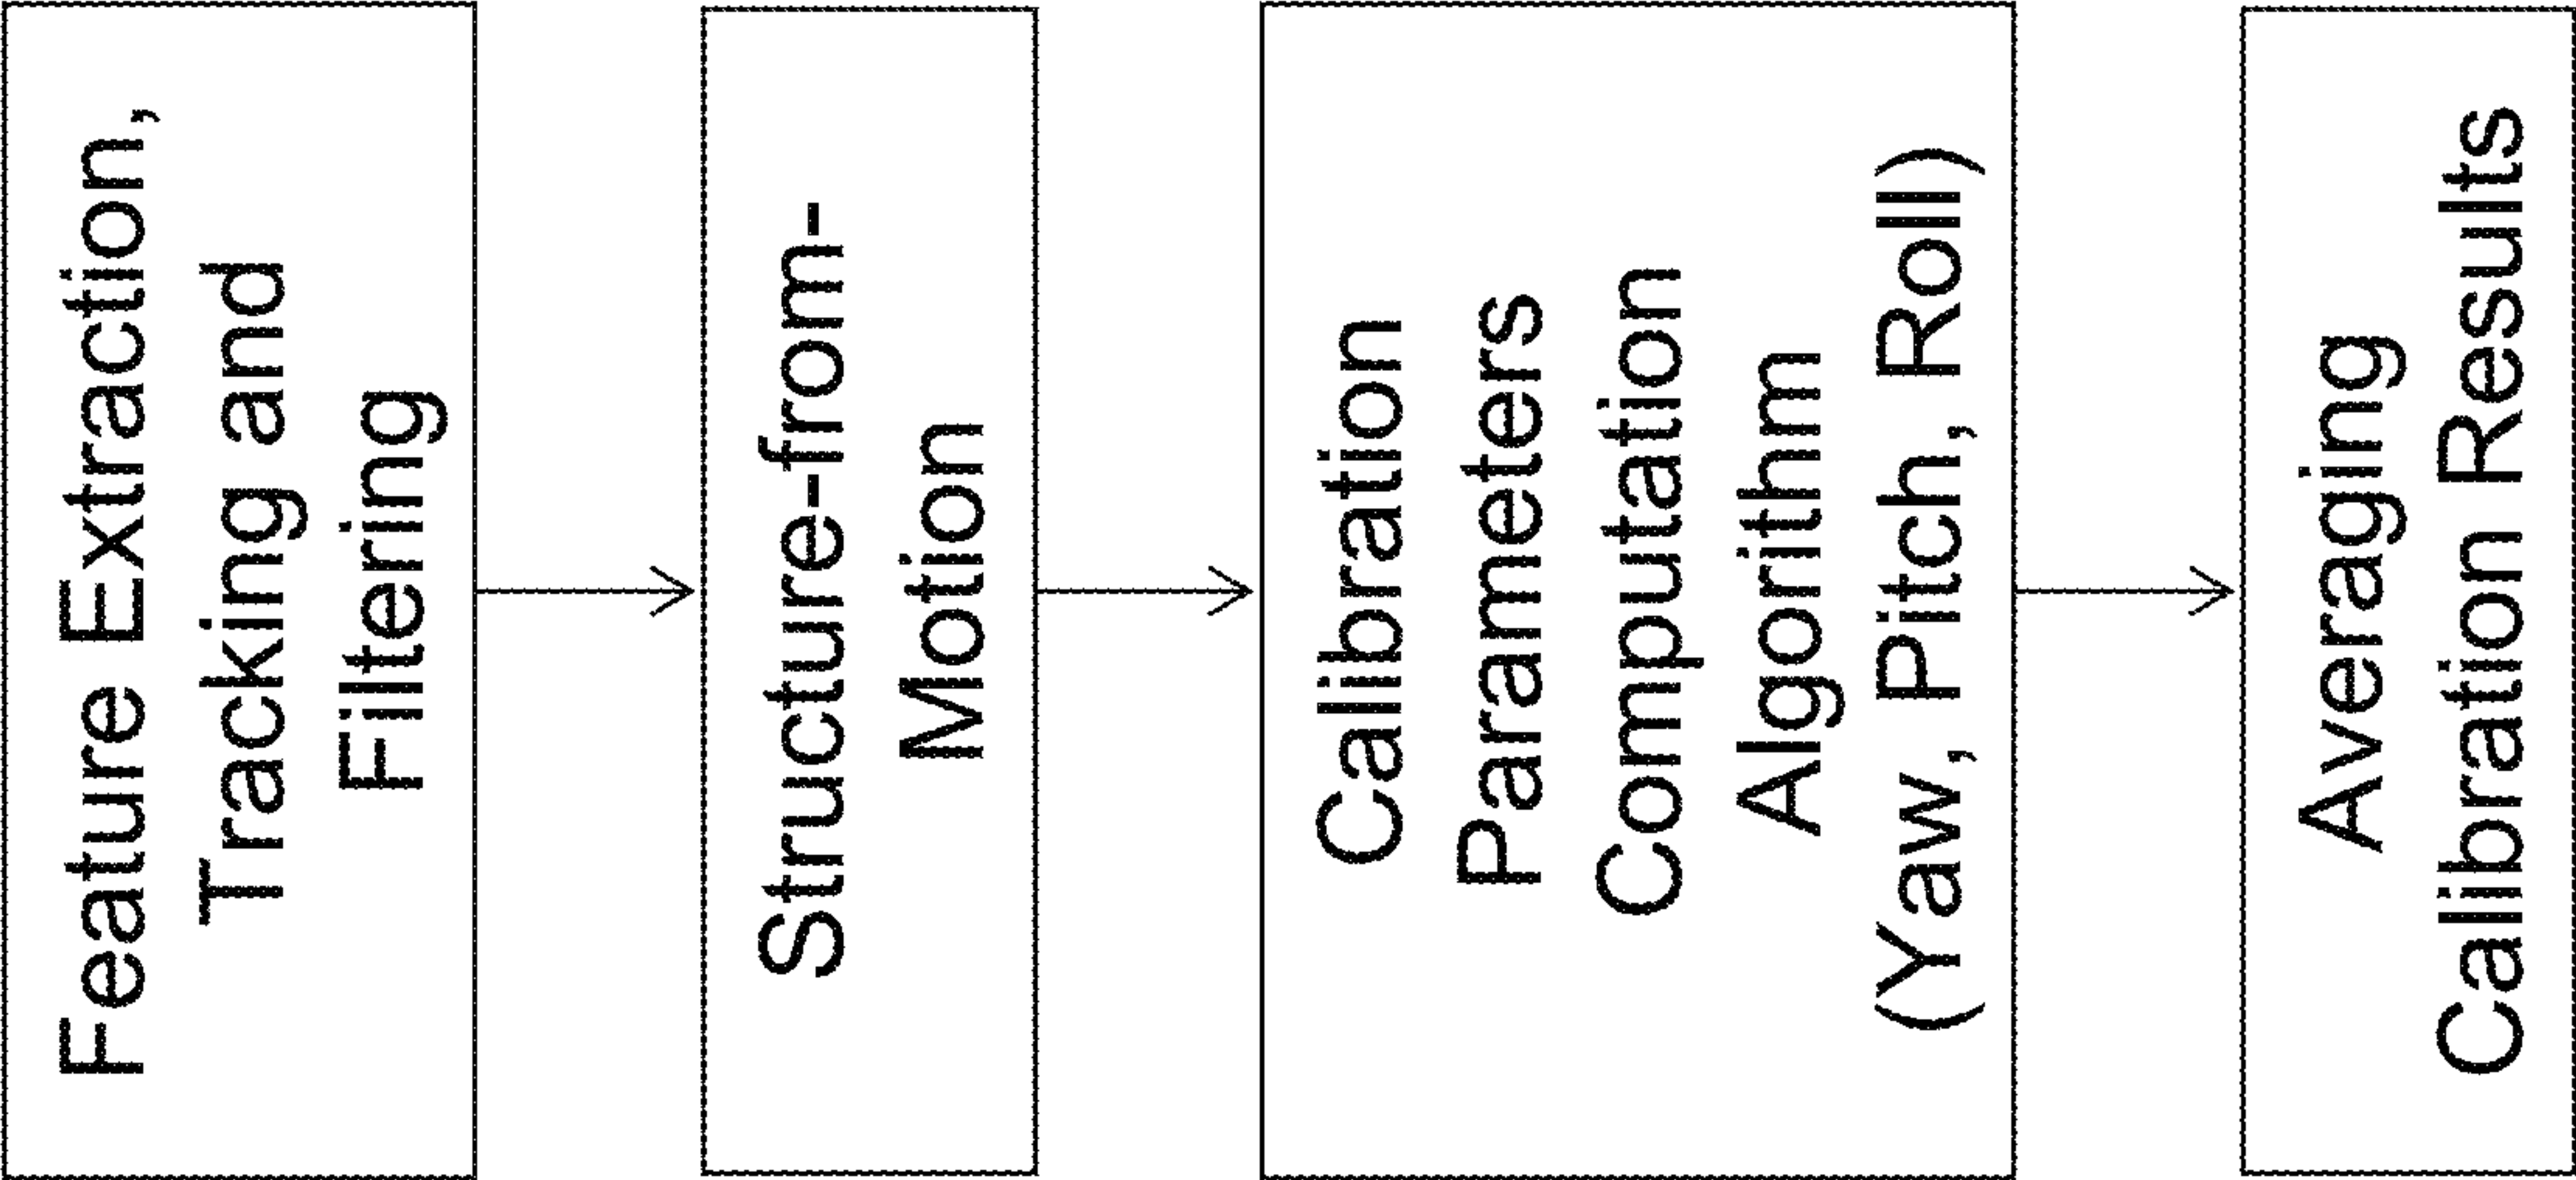 Feature Extraction,
Tracking and
Filtering
Structure-from-
Motion
Calibration
Parameters
Computation
Algorithm
(Yaw, Pitch, Roll)
Averaging
Calibration Results